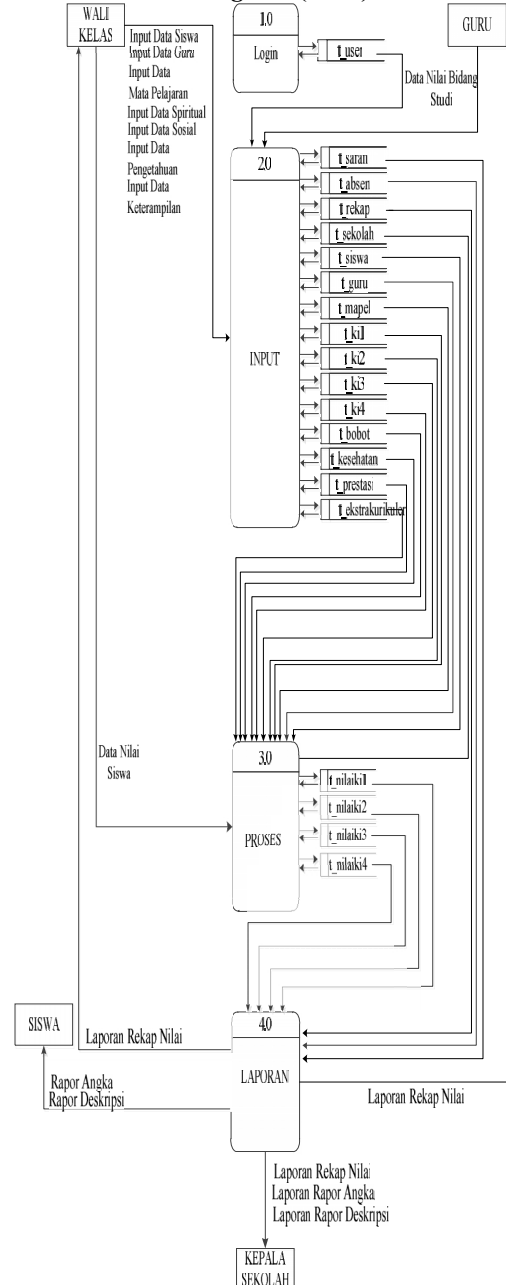 WALI
KELAS
Input Data Siswa
Input Data Guru
Input Data
Mata Pelajaran
Input Data Spiritual
Input Data Sosial
Input Data
Pengetahuan
Input Data
Keterampilan
1.0
Login
t_user
GURU
Data Nilai Bidang
Studi
2.0
INPUT
t_saran
t_absen
t_rekap
t_sekolah
t_siswa
t_guru
t_mapel
t_ki1
t_ki2
t_ki3
t_ki4
t_bobot
t_kesehatan
t_prestasi
t_ekstrakurikuler
Data Nilai
Siswa
3.0
PROSES
t_nilaiki1
t_nilaiki2
t_nilaiki3
t_nilaiki4
SISWA
Laporan Rekap Nilai
Rapor Angka
Rapor Deskripsi
4.0
LAPORAN
Laporan Rekap Nilai
Laporan Rekap Nilai
Laporan Rapor Angka
Laporan Rapor Deskripsi
KEPALA
SEKOLAH